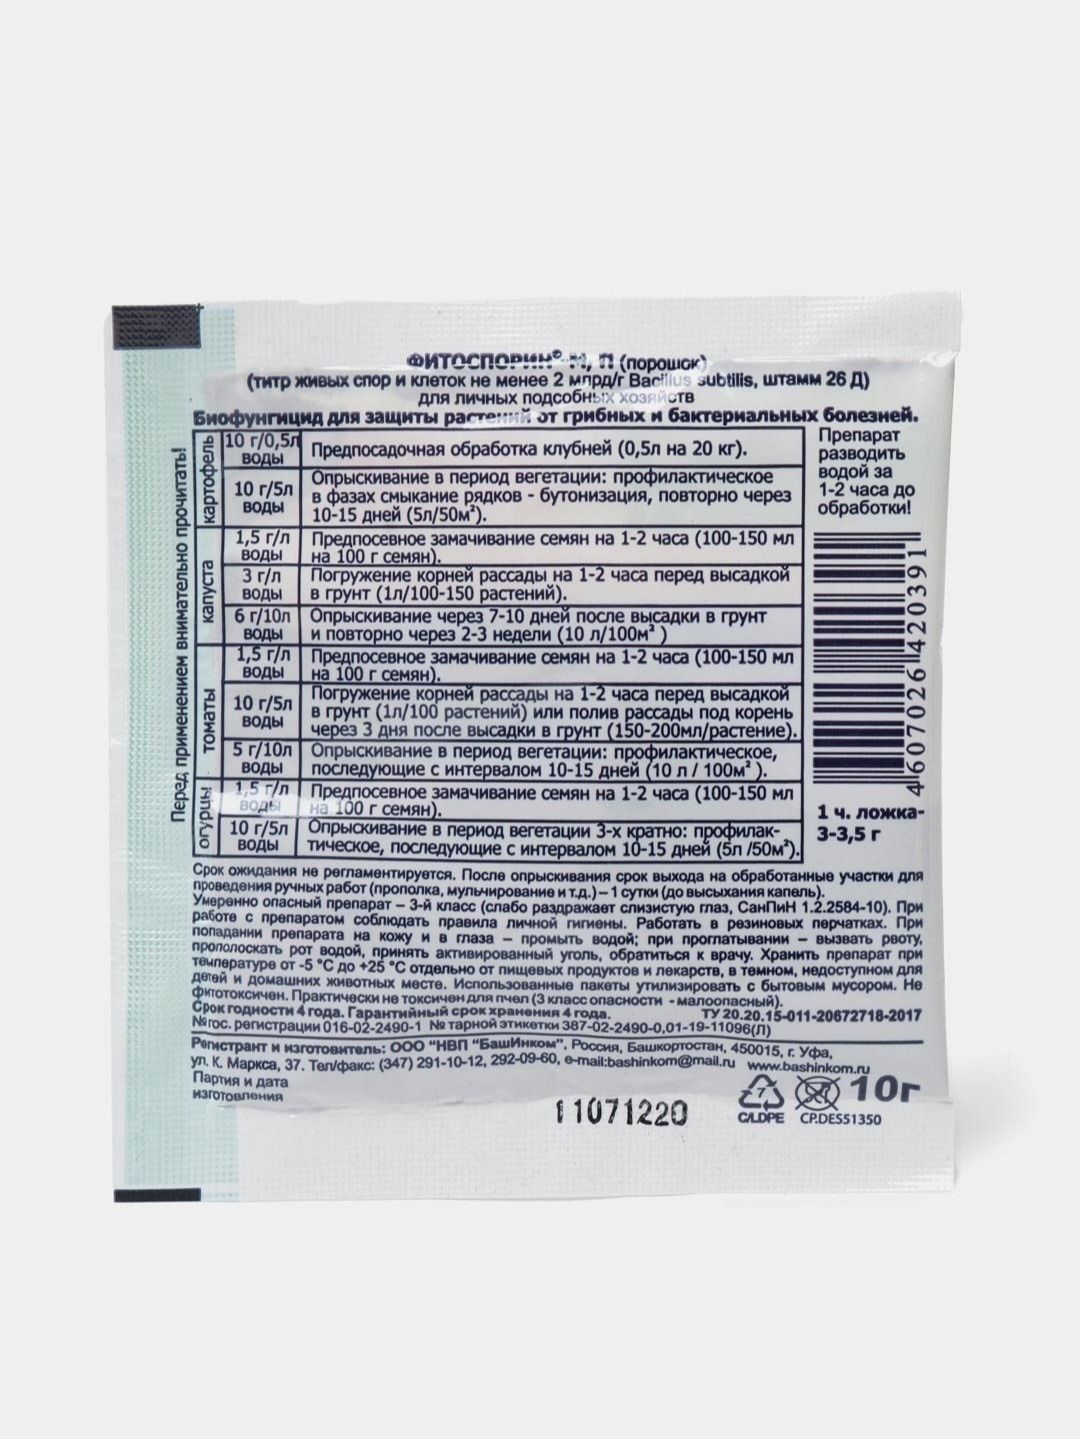 ФИТОСПОРИН®-М, П (порошок)
(титр живых спор и клеток не менее 2 млрд/г Bacillus subtilis, штамм 26 Д)
для личных подсобных хозяйств
Биофунгицид для защиты растений от грибных и бактериальных болезней.
Перед применением внимательно прочитать!
картофель
10 г/0,5л
воды
Предпосадочная обработка клубней (0,5л на 20 кг).
10 г/5л
воды
Опрыскивание в период вегетации: профилактическое
в фазах смыкание рядков - бутонизация, повторно через
10-15 дней (5л/50м²).
капуста
1,5 г/л
воды
Предпосевное замачивание семян на 1-2 часа (100-150 мл
на 100 г семян).
3 г/л
воды
Погружение корней рассады на 1-2 часа перед высадкой
в грунт (1л/100-150 растений).
6 г/10л
воды
Опрыскивание через 7-10 дней после высадки в грунт
и повторно через 2-3 недели (10 л/100м² )
томаты
1,5 г/л
воды
Предпосевное замачивание семян на 1-2 часа (100-150 мл
на 100 г семян).
10 г/5л
воды
Погружение корней рассады на 1-2 часа перед высадкой
в грунт (1л/100 растений) или полив рассады под корень
через 3 дня после высадки в грунт (150-200мл/растение).
5 г/10л
воды
Опрыскивание в период вегетации: профилактическое,
последующие с интервалом 10-15 дней (10 л / 100м² ).
огурцы
1,5 г/л
воды
Предпосевное замачивание семян на 1-2 часа (100-150 мл
на 100 г семян).
10 г/5л
воды
Опрыскивание в период вегетации 3-х кратно: профилак-
тическое, последующие с интервалом 10-15 дней (5л /50м²).
Препарат
разводить
водой за
1-2 часа до
обработки!
4607026420391
1 ч. ложка-
3-3,5 г
Срок ожидания не регламентируется. После опрыскивания срок выхода на обработанные участки для
проведения ручных работ (прополка, мульчирование и т.д.) – 1 сутки (до высыхания капель).
Умеренно опасный препарат – 3-й класс (слабо раздражает слизистую глаз, СанПиН 1.2.2584-10). При
работе с препаратом соблюдать правила личной гигиены. Работать в резиновых перчатках. При
попадании препарата на кожу и в глаза – промыть водой; при проглатывании – вызвать рвоту,
прополоскать рот водой, принять активированный уголь, обратиться к врачу. Хранить препарат при
температуре от -5 °С до +25 °С отдельно от пищевых продуктов и лекарств, в темном, недоступном для
детей и домашних животных месте. Использованные пакеты утилизировать с бытовым мусором. Не
фитотоксичен. Практически не токсичен для пчел (3 класс опасности - малоопасный).
Срок годности 4 года. Гарантийный срок хранения 4 года. ТУ 20.20.15-011-20672718-2017
№гос. регистрации 016-02-2490-1 № тарной этикетки 387-02-2490-0,01-19-11096(Л)
Регистрант и изготовитель: ООО "НВП "БашИнком", Россия, Башкортостан, 450015, г. Уфа,
ул. К. Маркса, 37. Тел/факс: (347) 291-10-12, 292-09-60, e-mail:bashinkom@mail.ru www.bashinkom.ru
Партия и дата
изготовления
11071220
7
C/LDPE
CP.DES51350
10г